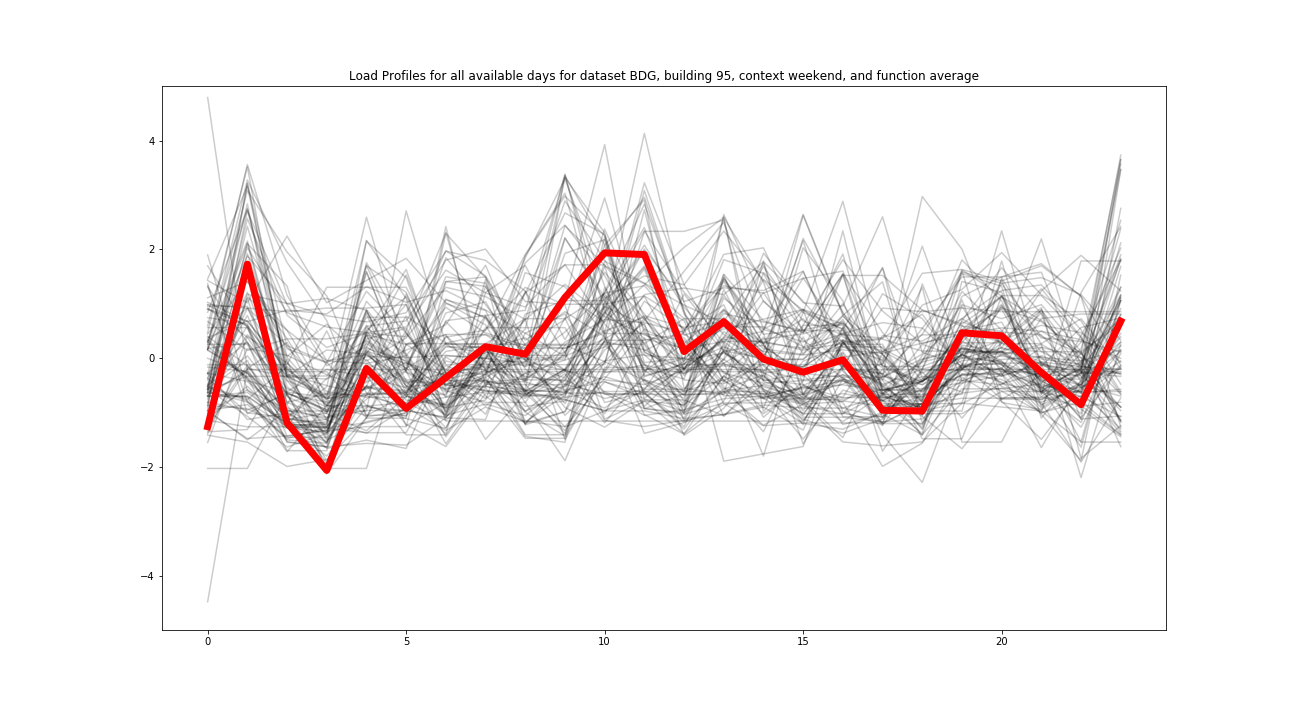 Load Profiles for all available days for dataset BDG, building 95, context weekend, and function average
4
2
0
−2
−4
0 5 10 15 20